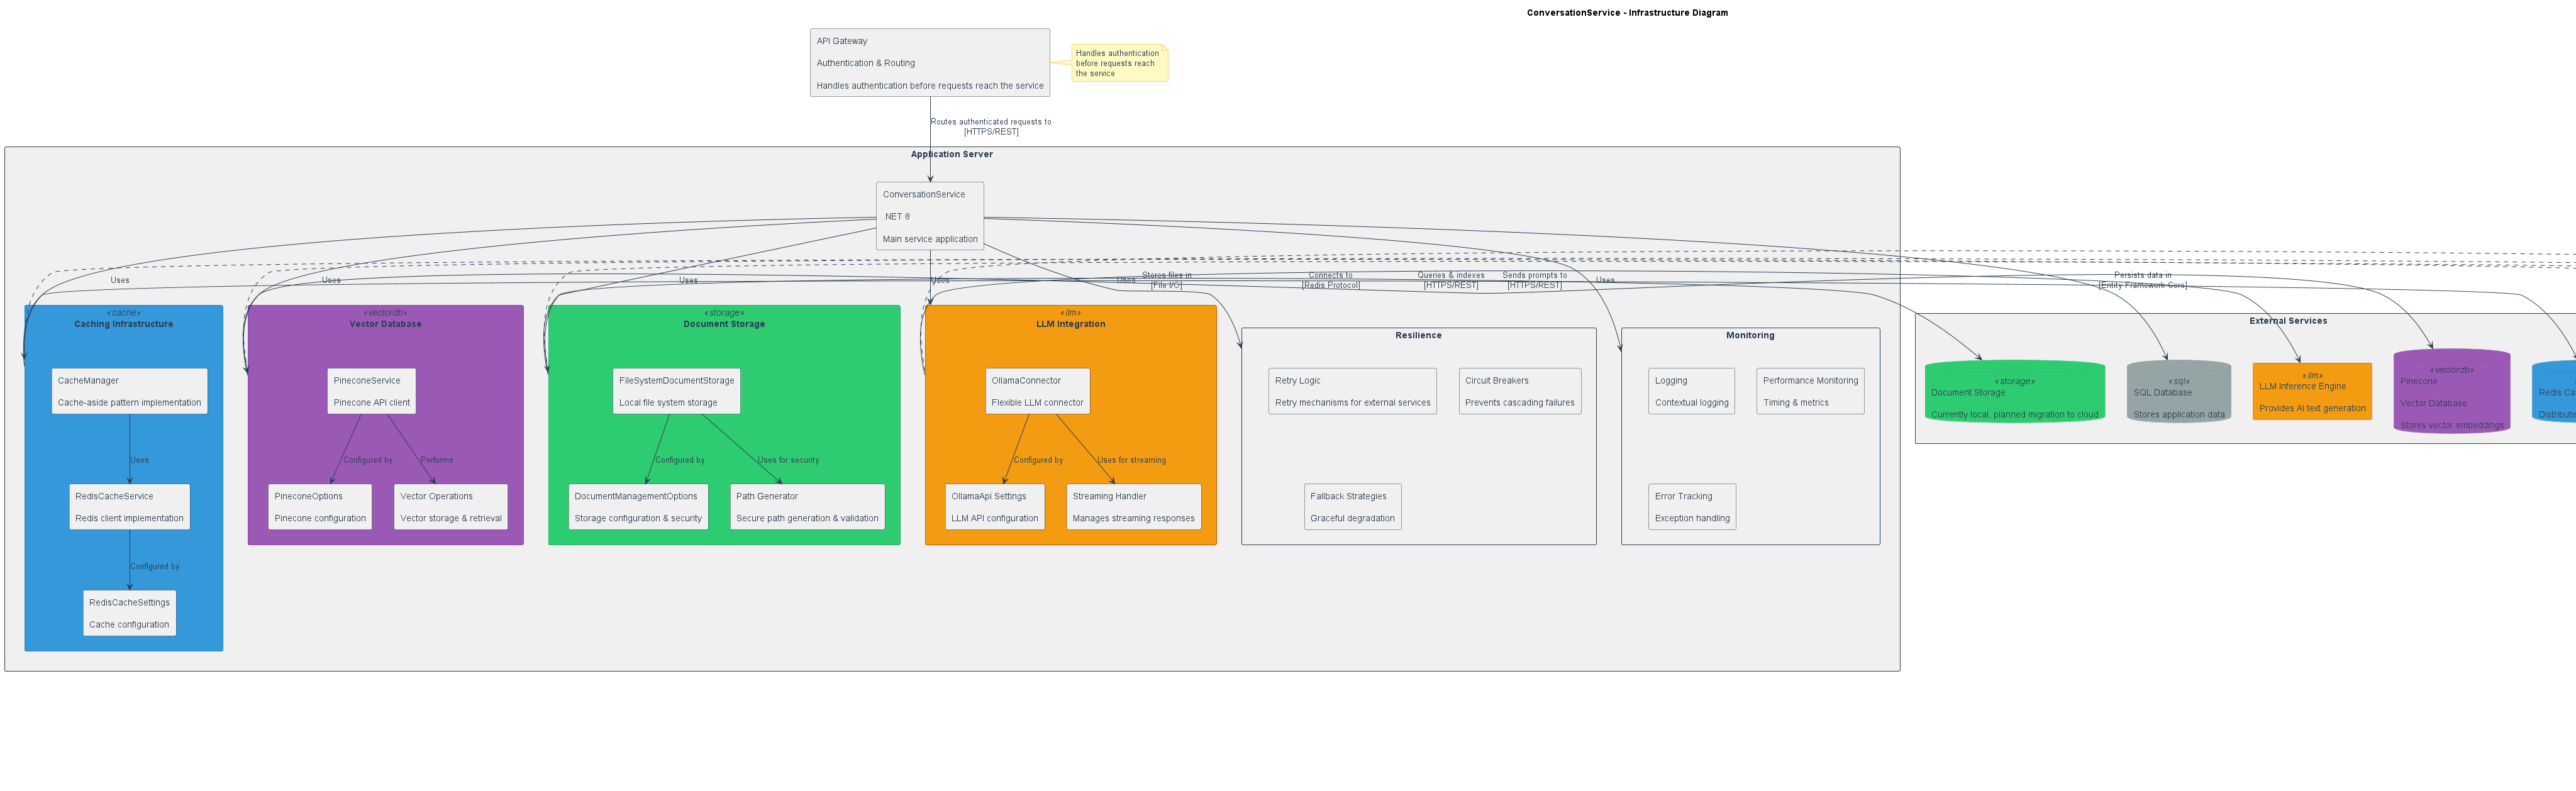 ConversationService - Infrastructure Diagram
API Gateway
Authentication & Routing
Handles authentication before requests reach the service
Handles authentication
before requests reach
the service
Routes authenticated requests to
[HTTPS/REST]
Application Server
ConversationService
.NET 8
Main service application
Uses
Uses
Uses
Uses
Uses
Stores files in
[File I/O]
Connects to
[Redis Protocol]
Queries & indexes
[HTTPS/REST]
Sends prompts to
[HTTPS/REST]
Uses
Persists data in
[Entity Framework Core]
«cache»
Caching Infrastructure
CacheManager
Cache-aside pattern implementation
Uses
RedisCacheService
Redis client implementation
Configured by
RedisCacheSettings
Cache configuration
«vectordb»
Vector Database
PineconeService
Pinecone API client
Configured by
Performs
PineconeOptions
Pinecone configuration
Vector Operations
Vector storage & retrieval
«storage»
Document Storage
FileSystemDocumentStorage
Local file system storage
Configured by
Uses for security
DocumentManagementOptions
Storage configuration & security
Path Generator
Secure path generation & validation
«llm»
LLM Integration
OllamaConnector
Flexible LLM connector
Configured by
Uses for streaming
OllamaApi Settings
LLM API configuration
Streaming Handler
Manages streaming responses
Resilience
Retry Logic
Retry mechanisms for external services
Circuit Breakers
Prevents cascading failures
Fallback Strategies
Graceful degradation
Monitoring
Logging
Contextual logging
Performance Monitoring
Timing & metrics
Error Tracking
Exception handling
External Services
«storage»
Document Storage
Currently local, planned migration to cloud
«sql»
SQL Database
Stores application data
«llm»
LLM Inference Engine
Provides AI text generation
«vectordb»
Pinecone
Vector Database
Stores vector embeddings
Redis Ca
Distribute